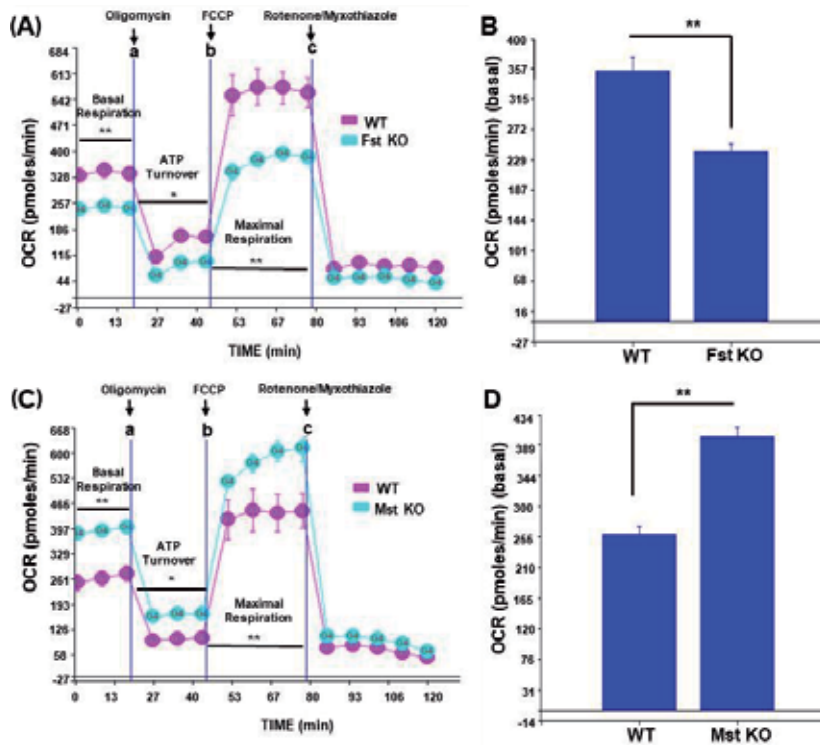 (A)
Oligomycin FCCP Rotenone/Myxothiazole
a b c
OCR (pmoles/min)
684
613
542
471
400
328
257
186
115
44
-27
Basal
Respiration
**
ATP
Turnover
*
Maximal
Respiration
**
WT
Fst KO
0 13 27 40 53 67 80 93 106 120
TIME (min)
B
OCR (pmoles/min) (basal)
400
357
315
272
229
187
144
101
58
16
-27
**
WT Fst KO
(C)
Oligomycin FCCP Rotenone/Myxothiazole
a b c
OCR (pmoles/min)
668
600
532
466
397
329
261
193
126
58
-27
Basal
Respiration
**
ATP
Turnover
*
Maximal
Respiration
**
WT
Mst KO
0 13 27 40 53 67 80 93 106 120
TIME (min)
D
OCR (pmoles/min) (basal)
434
389
344
300
255
210
165
120
76
31
-14
**
WT Mst KO